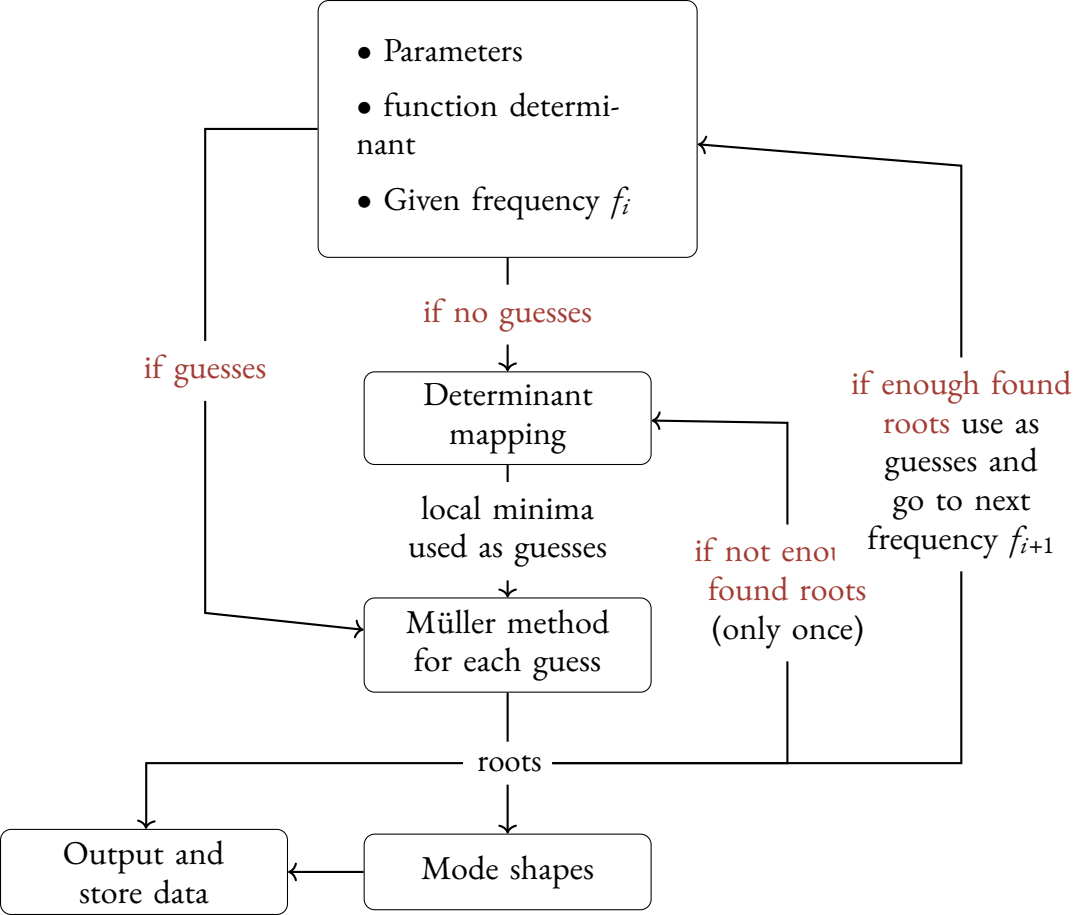 • Parameters
• function determi-
nant
• Given frequency fᵢ
if no guesses
if guesses
Determinant
mapping
if enough found
roots use as
guesses and
go to next
frequency fᵢ₊₁
local minima
used as guesses
if not
found roots
(only once)
Müller method
for each guess
roots
Output and
store data
Mode shapes